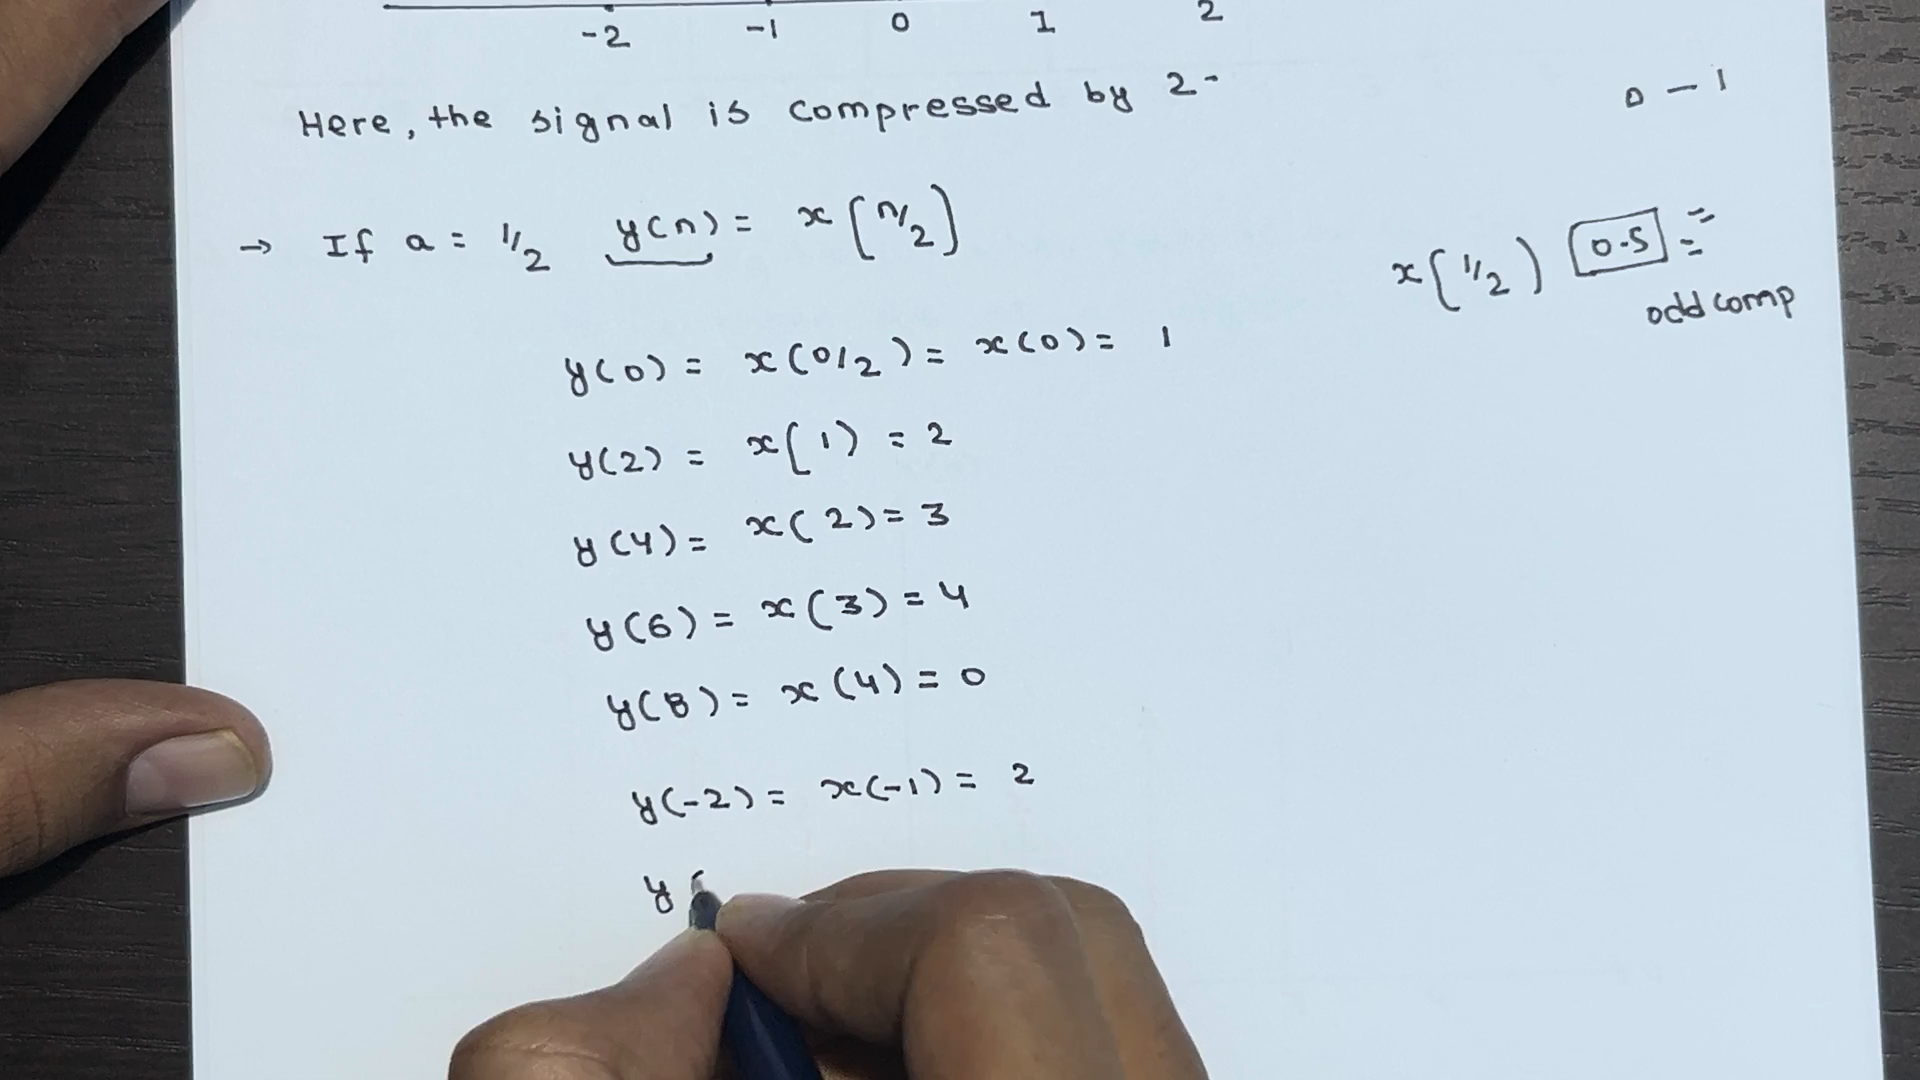 -2 -1 0 1 2
Here, the signal is compressed by 2-
0 - 1
→ If a = 1/2 y(n) = x[n/2)
x[1/2) 0.5 =
odd comp
y(0) = x(0/2) = x(0) = 1
y(2) = x[1) = 2
y(4) = x(2) = 3
y(6) = x(3) = 4
y(8) = x(4) = 0
y(-2) = x(-1) = 2
y(